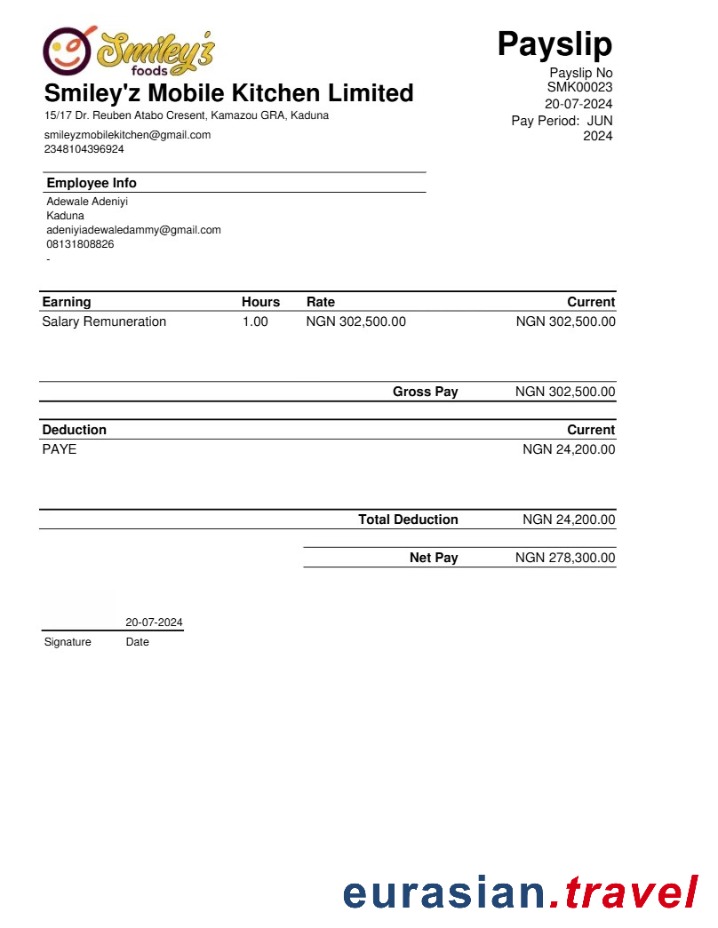 Smiley'z
foods
Smiley'z Mobile Kitchen Limited
15/17 Dr. Reuben Atabo Cresent, Kamazou GRA, Kaduna
smileyzmobilekitchen@gmail.com
2348104396924
Payslip
Payslip No
SMK00023
20-07-2024
Pay Period: JUN
2024
Employee Info
Adewale Adeniyi
Kaduna
adeniyiadewaledammy@gmail.com
08131808826
-
Earning Hours Rate Current
Salary Remuneration 1.00 NGN 302,500.00 NGN 302,500.00
Gross Pay NGN 302,500.00
Deduction Current
PAYE NGN 24,200.00
Total Deduction NGN 24,200.00
Net Pay NGN 278,300.00
20-07-2024
Signature Date
eurasian.travel